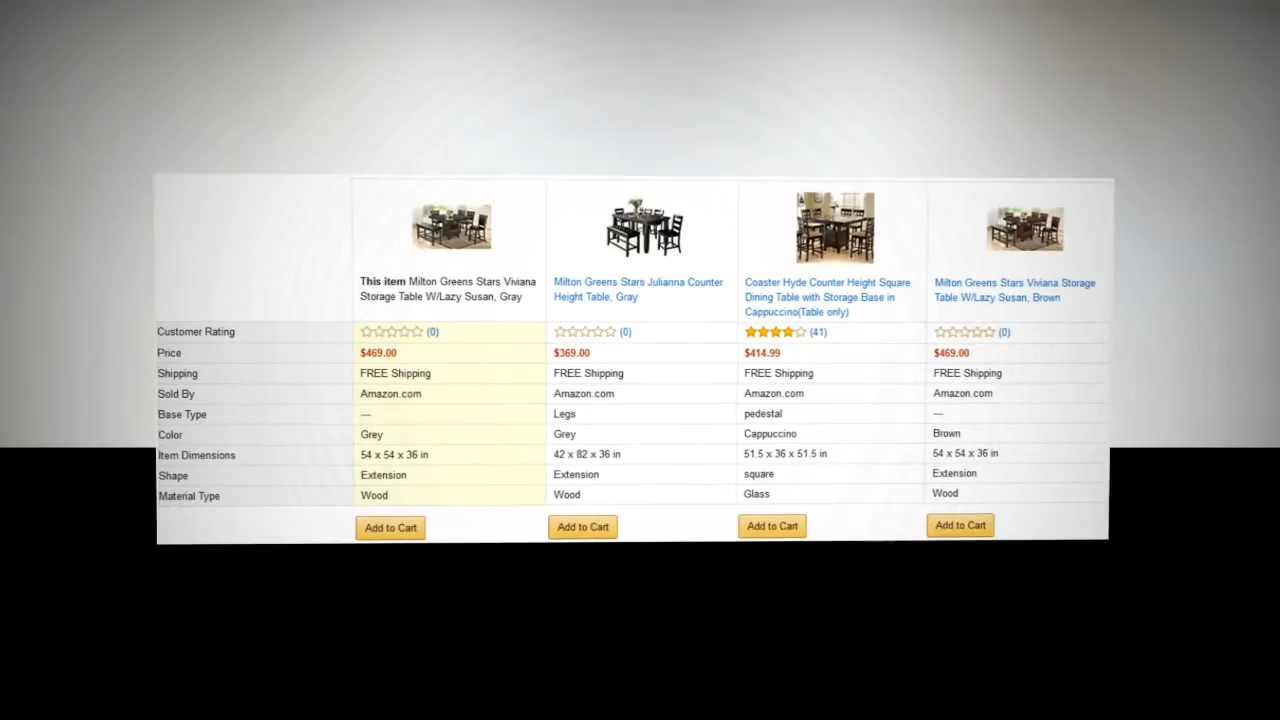 This item Milton Greens Stars Viviana
Storage Table W/Lazy Susan, Gray
Milton Greens Stars Julianna Counter
Height Table, Gray
Coaster Hyde Counter Height Square
Dining Table with Storage Base in
Cappuccino(Table only)
Milton Greens Stars Viviana Storage
Table W/Lazy Susan, Brown
Customer Rating (0) (0) (41) (0)
Price $469.00 $369.00 $414.99 $469.00
Shipping FREE Shipping FREE Shipping FREE Shipping FREE Shipping
Sold By Amazon.com Amazon.com Amazon.com Amazon.com
Base Type — Legs pedestal —
Color Grey Grey Cappuccino Brown
Item Dimensions 54 x 54 x 36 in 42 x 82 x 36 in 51.5 x 36 x 51.5 in 54 x 54 x 36 in
Shape Extension Extension square Extension
Material Type Wood Wood Glass Wood
Add to Cart Add to Cart Add to Cart Add to Cart